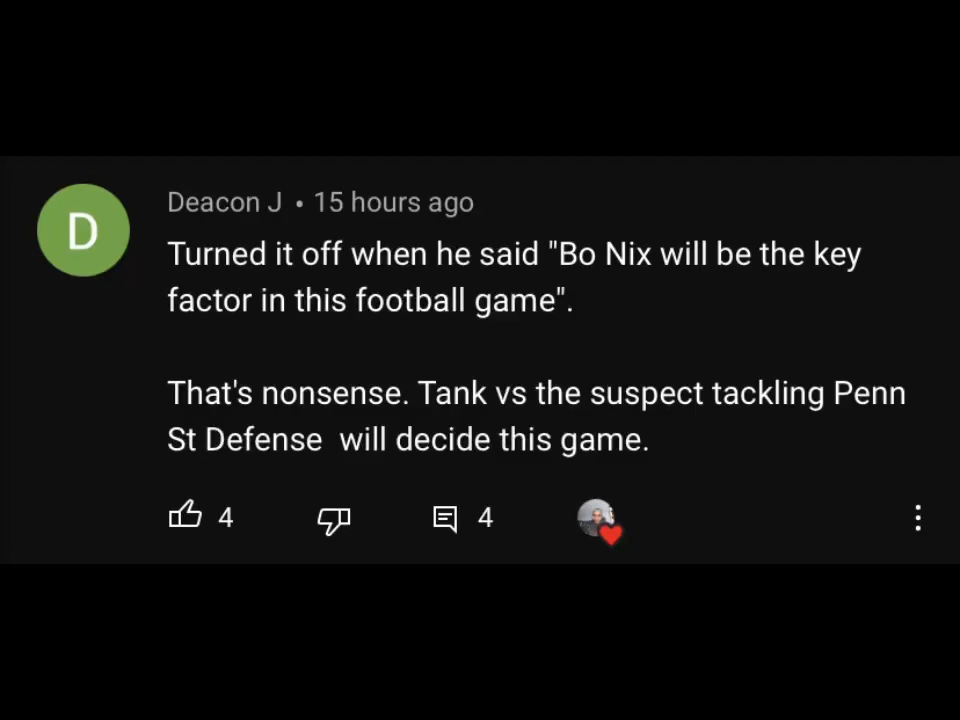 D
Deacon J • 15 hours ago
Turned it off when he said "Bo Nix will be the key
factor in this football game".
That's nonsense. Tank vs the suspect tackling Penn
St Defense  will decide this game.
4
4